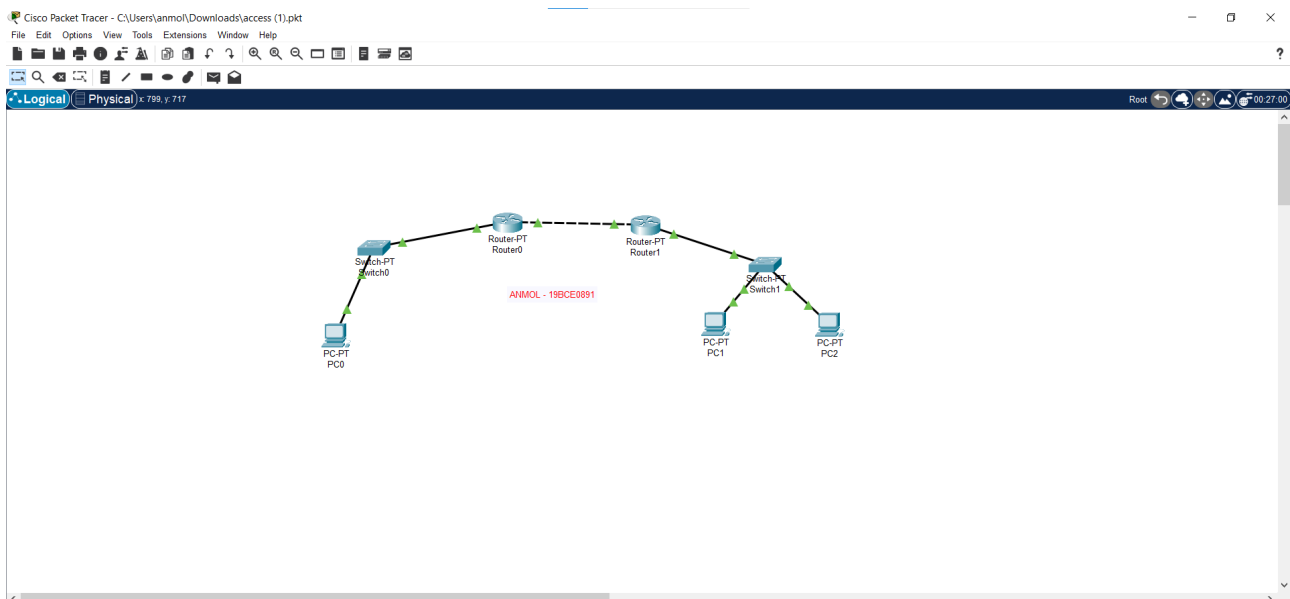 Cisco Packet Tracer - C:\Users\anmol\Downloads\access (1).pkt
File Edit Options View Tools Extensions Window Help
?
Logical Physical x: 799, y: 717 Root 00:27:00
Router-PT
Router0
Router-PT
Router1
Switch-PT
Switch0
Switch-PT
Switch1
ANMOL - 19BCE0891
PC-PT
PC0
PC-PT
PC1
PC-PT
PC2